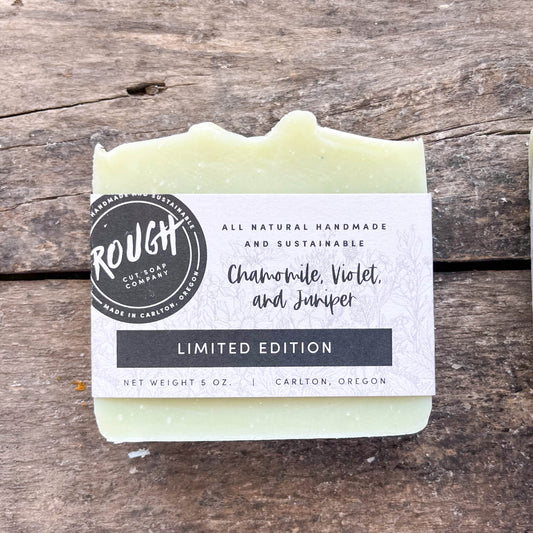 HANDMADE AND SUSTAINABLE
ROUGH
CUT SOAP
COMPANY
MADE IN CARLTON, OREGON
ALL NATURAL HANDMADE
AND SUSTAINABLE
Chamomile, Violet,
and Juniper
LIMITED EDITION
NET WEIGHT 5 OZ. | CARLTON, OREGON